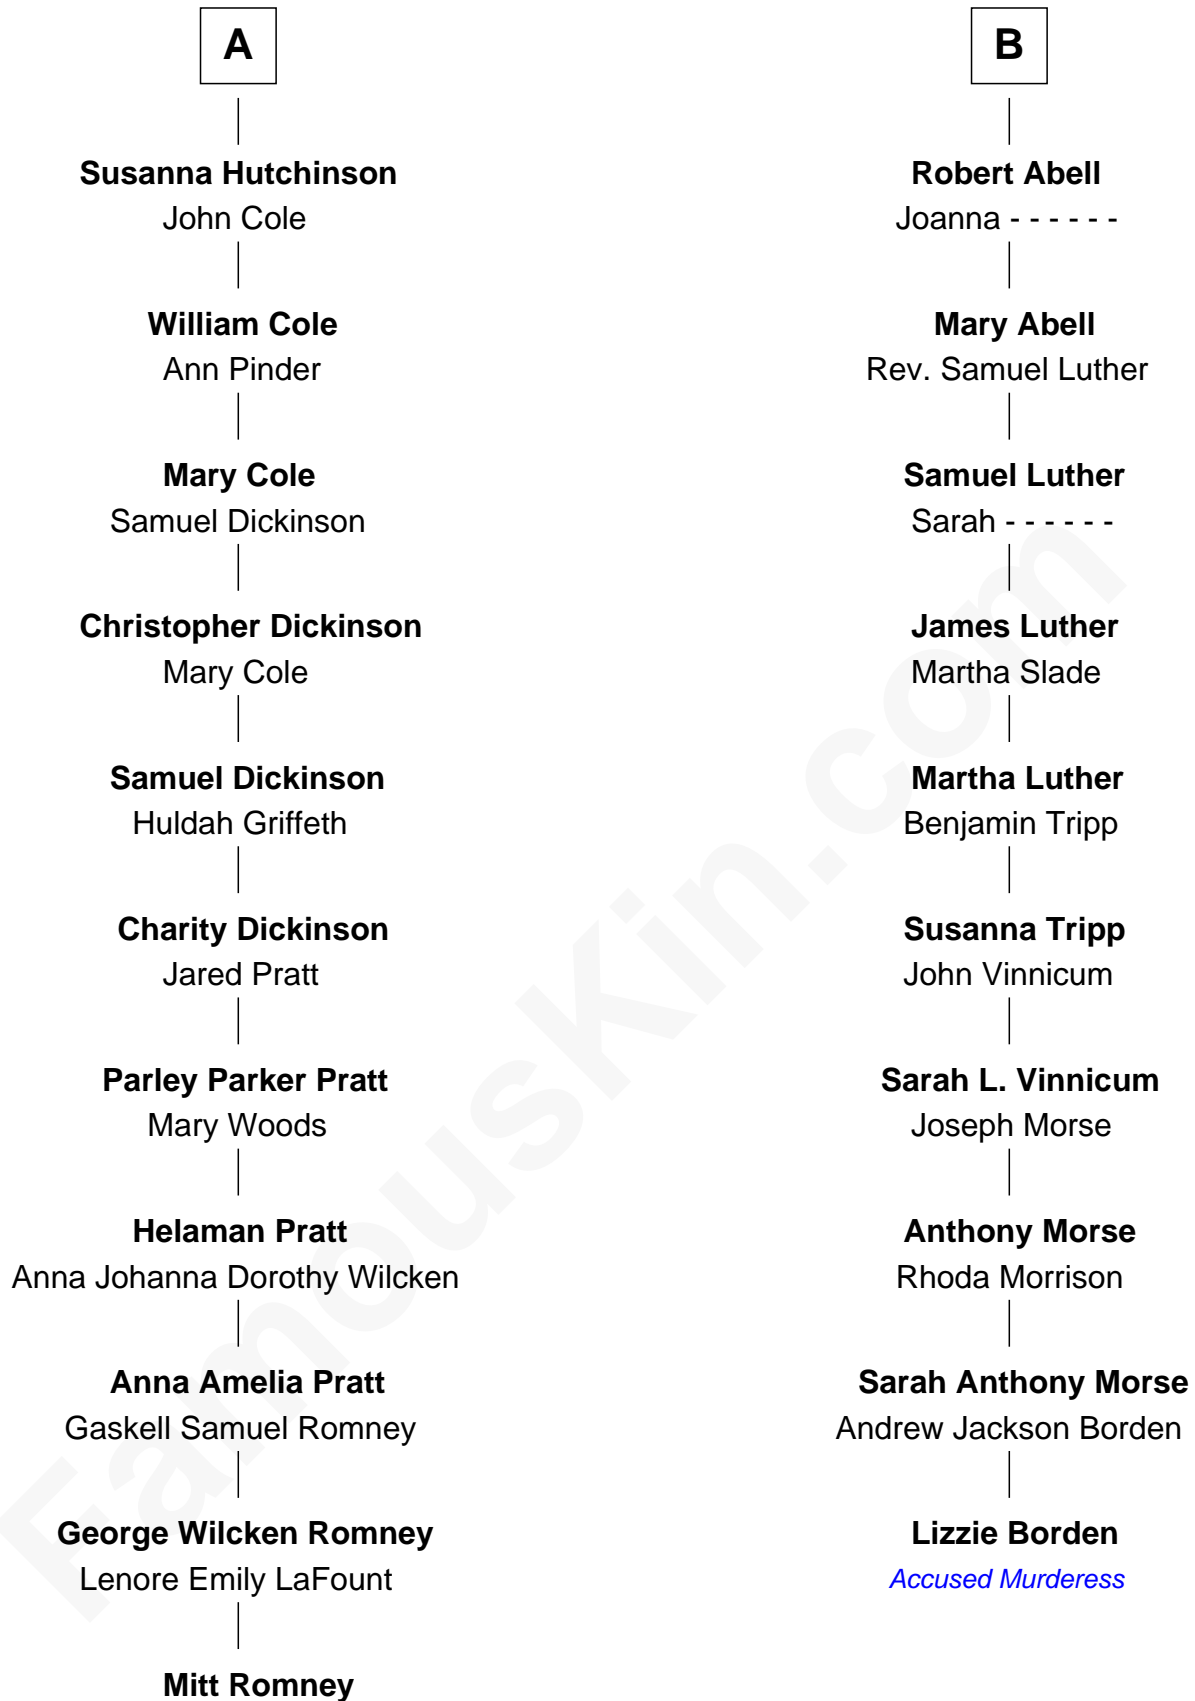 A
Susanna Hutchinson
John Cole
William Cole
Ann Pinder
Mary Cole
Samuel Dickinson
Christopher Dickinson
Mary Cole
Samuel Dickinson
Huldah Griffeth
Charity Dickinson
Jared Pratt
Parley Parker Pratt
Mary Woods
Helaman Pratt
Anna Johanna Dorothy Wilcken
Anna Amelia Pratt
Gaskell Samuel Romney
George Wilcken Romney
Lenore Emily LaFount
Mitt Romney
B
Robert Abell
Joanna - - - - - -
Mary Abell
Rev. Samuel Luther
Samuel Luther
Sarah - - - - - -
James Luther
Martha Slade
Martha Luther
Benjamin Tripp
Susanna Tripp
John Vinnicum
Sarah L. Vinnicum
Joseph Morse
Anthony Morse
Rhoda Morrison
Sarah Anthony Morse
Andrew Jackson Borden
Lizzie Borden
Accused Murderess
FamousKin.com